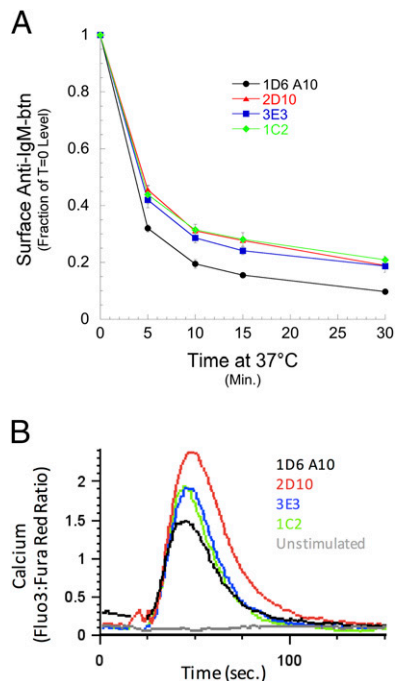 A
Surface Anti-IgM-btn
(Fraction of T=0 Level)
1
0.8
0.6
0.4
0.2
0
1D6 A10
2D10
3E3
1C2
0 5 10 15 20 25 30
Time at 37°C
(Min.)
B
Calcium
(Fluo3:Fura Red Ratio)
2
1.5
1
0.5
0
1D6 A10
2D10
3E3
1C2
Unstimulated
0 100
Time (sec.)